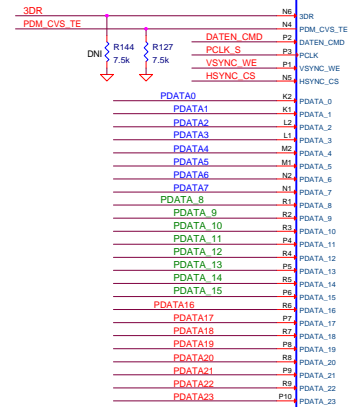 3DR N6 3DR
PDM_CVS_TE N4 PDM_CVS_TE
DATEN_CMD P2 DATEN_CMD
R144 R127 PCLK_S P3 PCLK
DNI 7.5k 7.5k VSYNC_WE P1 VSYNC_WE
HSYNC_CS N5 HSYNC_CS
PDATA0 K2 PDATA_0
PDATA1 K1 PDATA_1
PDATA2 L2 PDATA_2
PDATA3 L1 PDATA_3
PDATA4 M2 PDATA_4
PDATA5 M1 PDATA_5
PDATA6 N2 PDATA_6
PDATA7 N1 PDATA_7
PDATA_8 R1 PDATA_8
PDATA_9 R2 PDATA_9
PDATA_10 R3 PDATA_10
PDATA_11 P4 PDATA_11
PDATA_12 R4 PDATA_12
PDATA_13 P5 PDATA_13
PDATA_14 R5 PDATA_14
PDATA_15 P6 PDATA_15
PDATA16 R6 PDATA_16
PDATA17 P7 PDATA_17
PDATA18 R7 PDATA_18
PDATA19 P8 PDATA_19
PDATA20 R8 PDATA_20
PDATA21 P9 PDATA_21
PDATA22 R9 PDATA_22
PDATA23 P10 PDATA_23